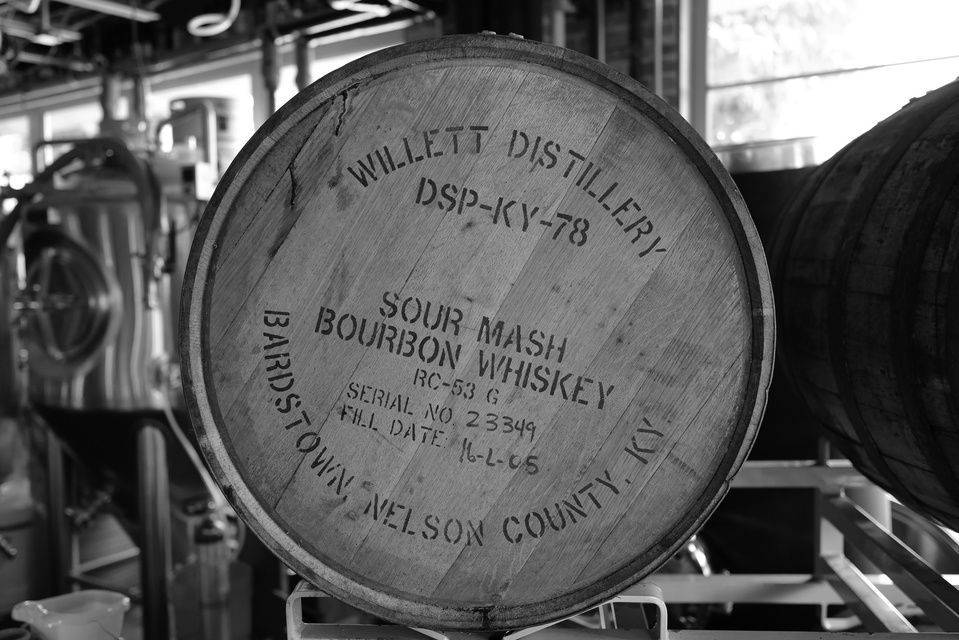 WILLETT DISTILLERY
DSP-KY-78
SOUR MASH
BOURBON WHISKEY
RC-53 G
SERIAL NO. 23349
FILL DATE: 16-L-05
BARDSTOWN, NELSON COUNTY, KY.